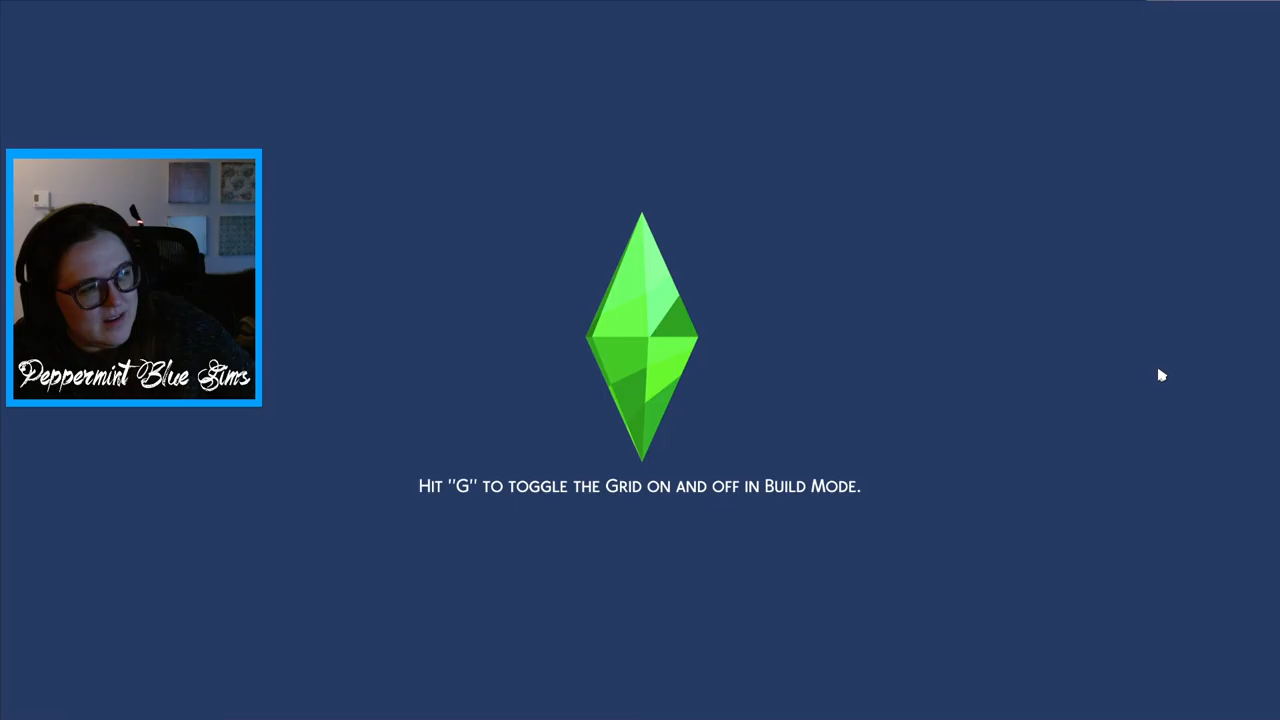 Peppermint Blue Sims
Hit "G" to toggle the Grid on and off in Build Mode.